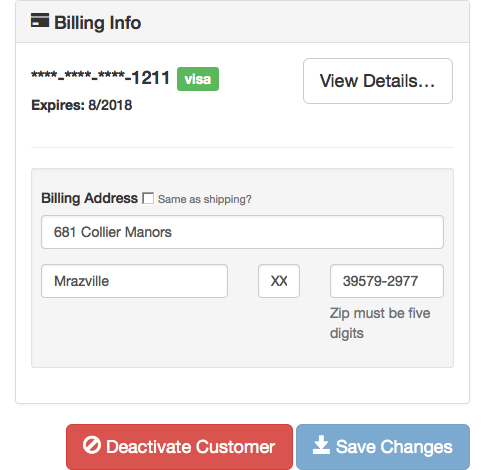 Billing Info
****-****-****-1211 visa
View Details...
Expires: 8/2018
Billing Address Same as shipping?
681 Collier Manors
Mrazville XX 39579-2977
Zip must be five
digits
Deactivate Customer Save Changes